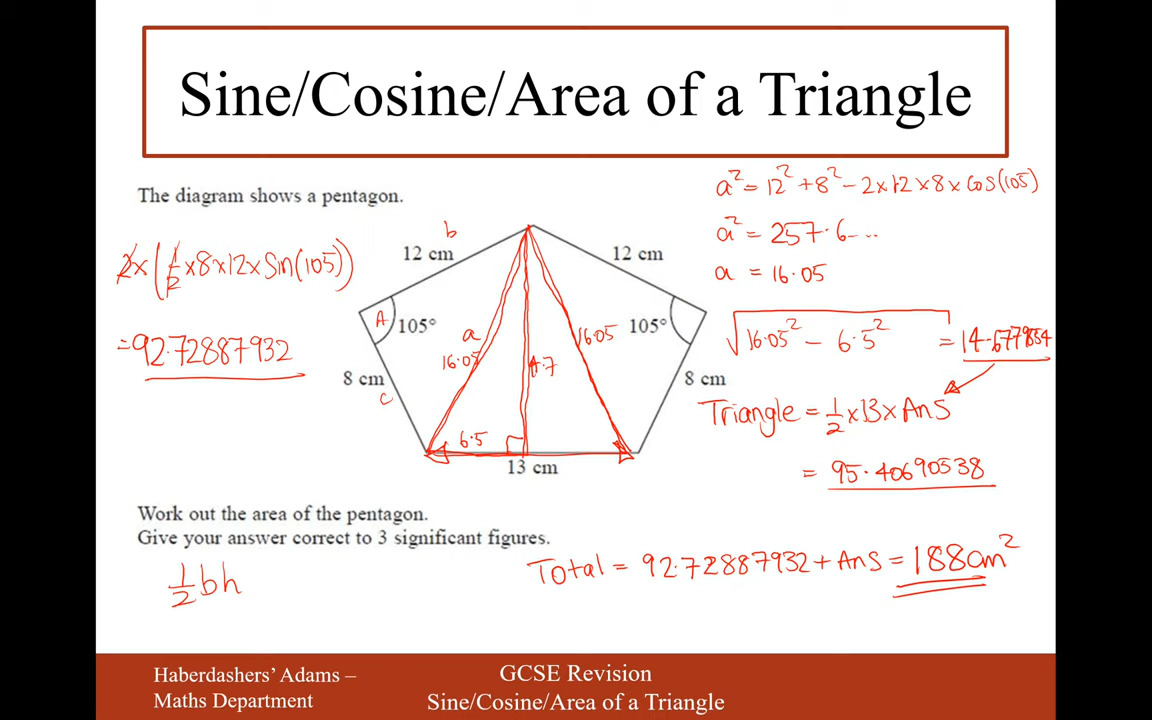 Sine/Cosine/Area of a Triangle
The diagram shows a pentagon.
2×(½×8×12×Sin(105))
=92.72887932
b
12 cm
12 cm
A
105°
105°
a
16.05
16.05
8 cm
8 cm
c
6.5
13 cm
a²=12²+8²−2×12×8×cos(105)
a²=257.6...
a=16.05
√16.05²−6.5²
=14.677984
Triangle=½×13×Ans
=95.40690538
Work out the area of the pentagon.
Give your answer correct to 3 significant figures.
½bh
Total=92.72887932+Ans=188cm²
Haberdashers' Adams –
Maths Department
GCSE Revision
Sine/Cosine/Area of a Triangle